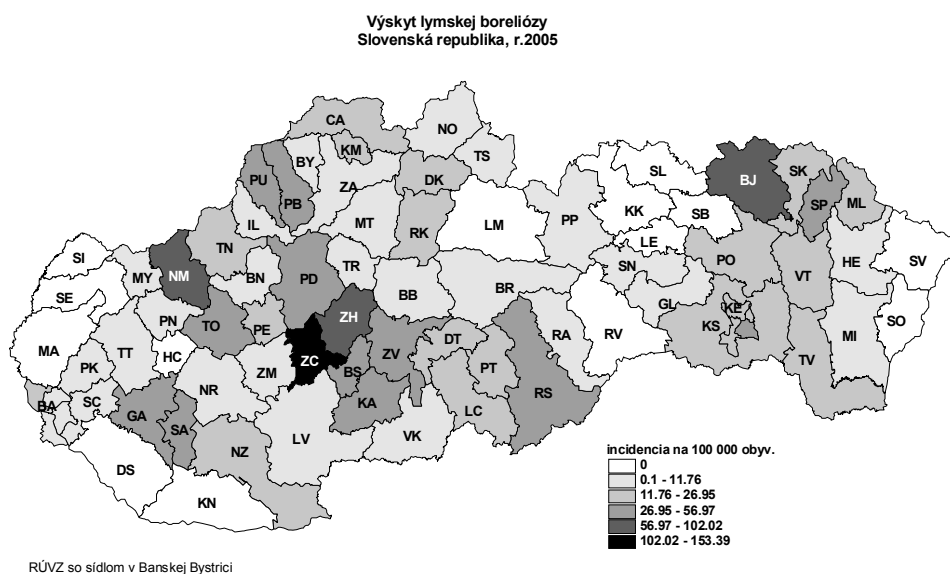 Výskyt lymskej boreliózy
Slovenská republika, r.2005
CA
NO
KM
BY
TS
PU
ZA
DK
PB
SL
BJ
SK
SP
ML
IL
MT
RK
LM
PP
KK
SB
TN
LE
SI
MY
NM
BN
PD
TR
SN
PO
VT
HE
SV
SE
BB
BR
PN
TO
PE
ZH
GL
KE
SO
MA
TT
HC
RA
RV
KS
MI
PK
ZM
ZC
ZV
DT
BS
PT
TV
BA
SC
GA
NR
KA
RS
SA
LC
NZ
LV
VK
DS
KN
incidencia na 100 000 obyv.
0
0.1 - 11.76
11.76 - 26.95
26.95 - 56.97
56.97 - 102.02
102.02 - 153.39
RÚVZ so sídlom v Banskej Bystrici